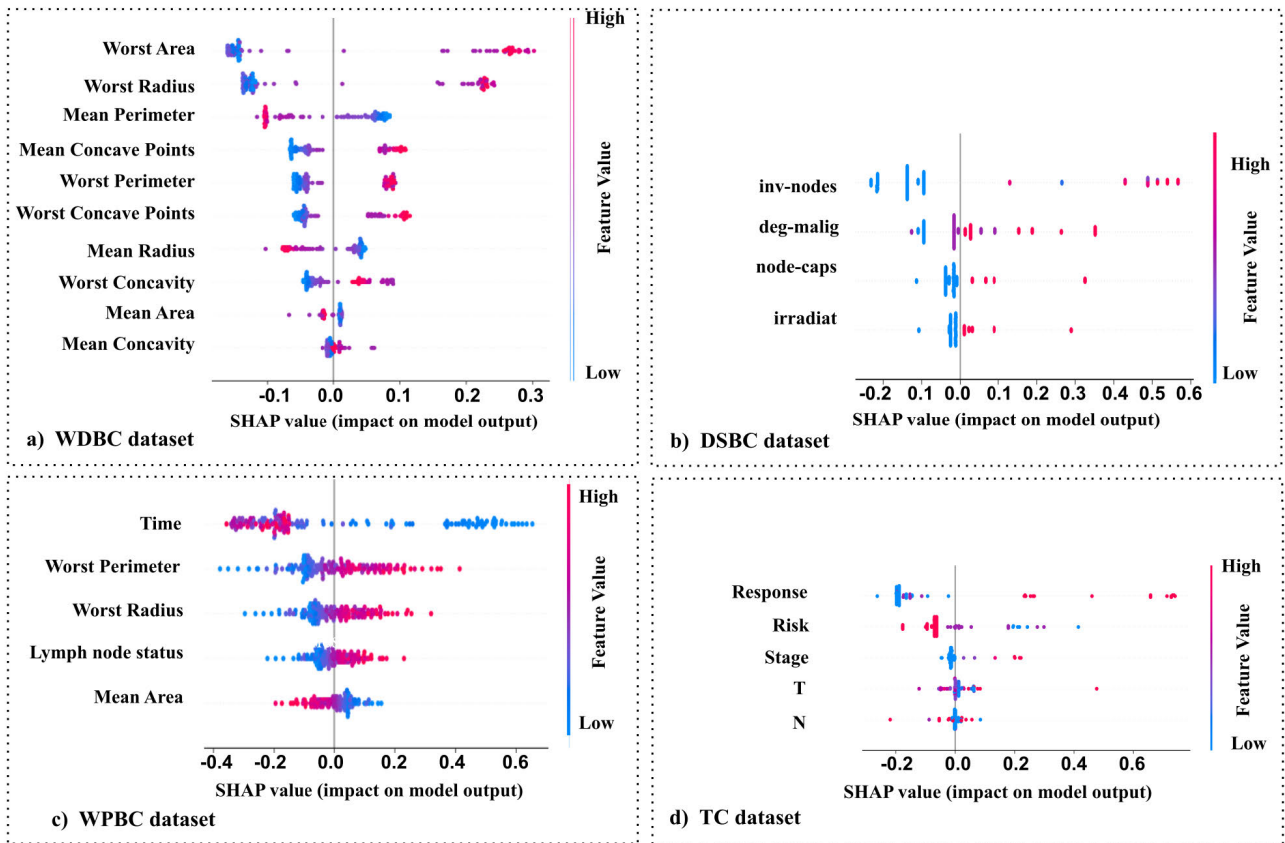 High
Worst Area
Worst Radius
Mean Perimeter
Mean Concave Points
Worst Perimeter
Worst Concave Points
Mean Radius
Worst Concavity
Mean Area
Mean Concavity
Feature Value
Low
-0.1 0.0 0.1 0.2 0.3
SHAP value (impact on model output)
a) WDBC dataset
High
inv-nodes
deg-malig
node-caps
irradiat
Feature Value
Low
-0.2 0.1 0.0 0.1 0.2 0.3 0.4 0.5 0.6
SHAP value (impact on model output)
b) DSBC dataset
High
Time
Worst Perimeter
Worst Radius
Lymph node status
Mean Area
Feature Value
Low
-0.4 -0.2 0.0 0.2 0.4 0.6
SHAP value (impact on model output)
c) WPBC dataset
High
Response
Risk
Stage
T
N
Feature Value
Low
-0.2 0.0 0.2 0.4 0.6
SHAP value (impact on model output)
d) TC dataset